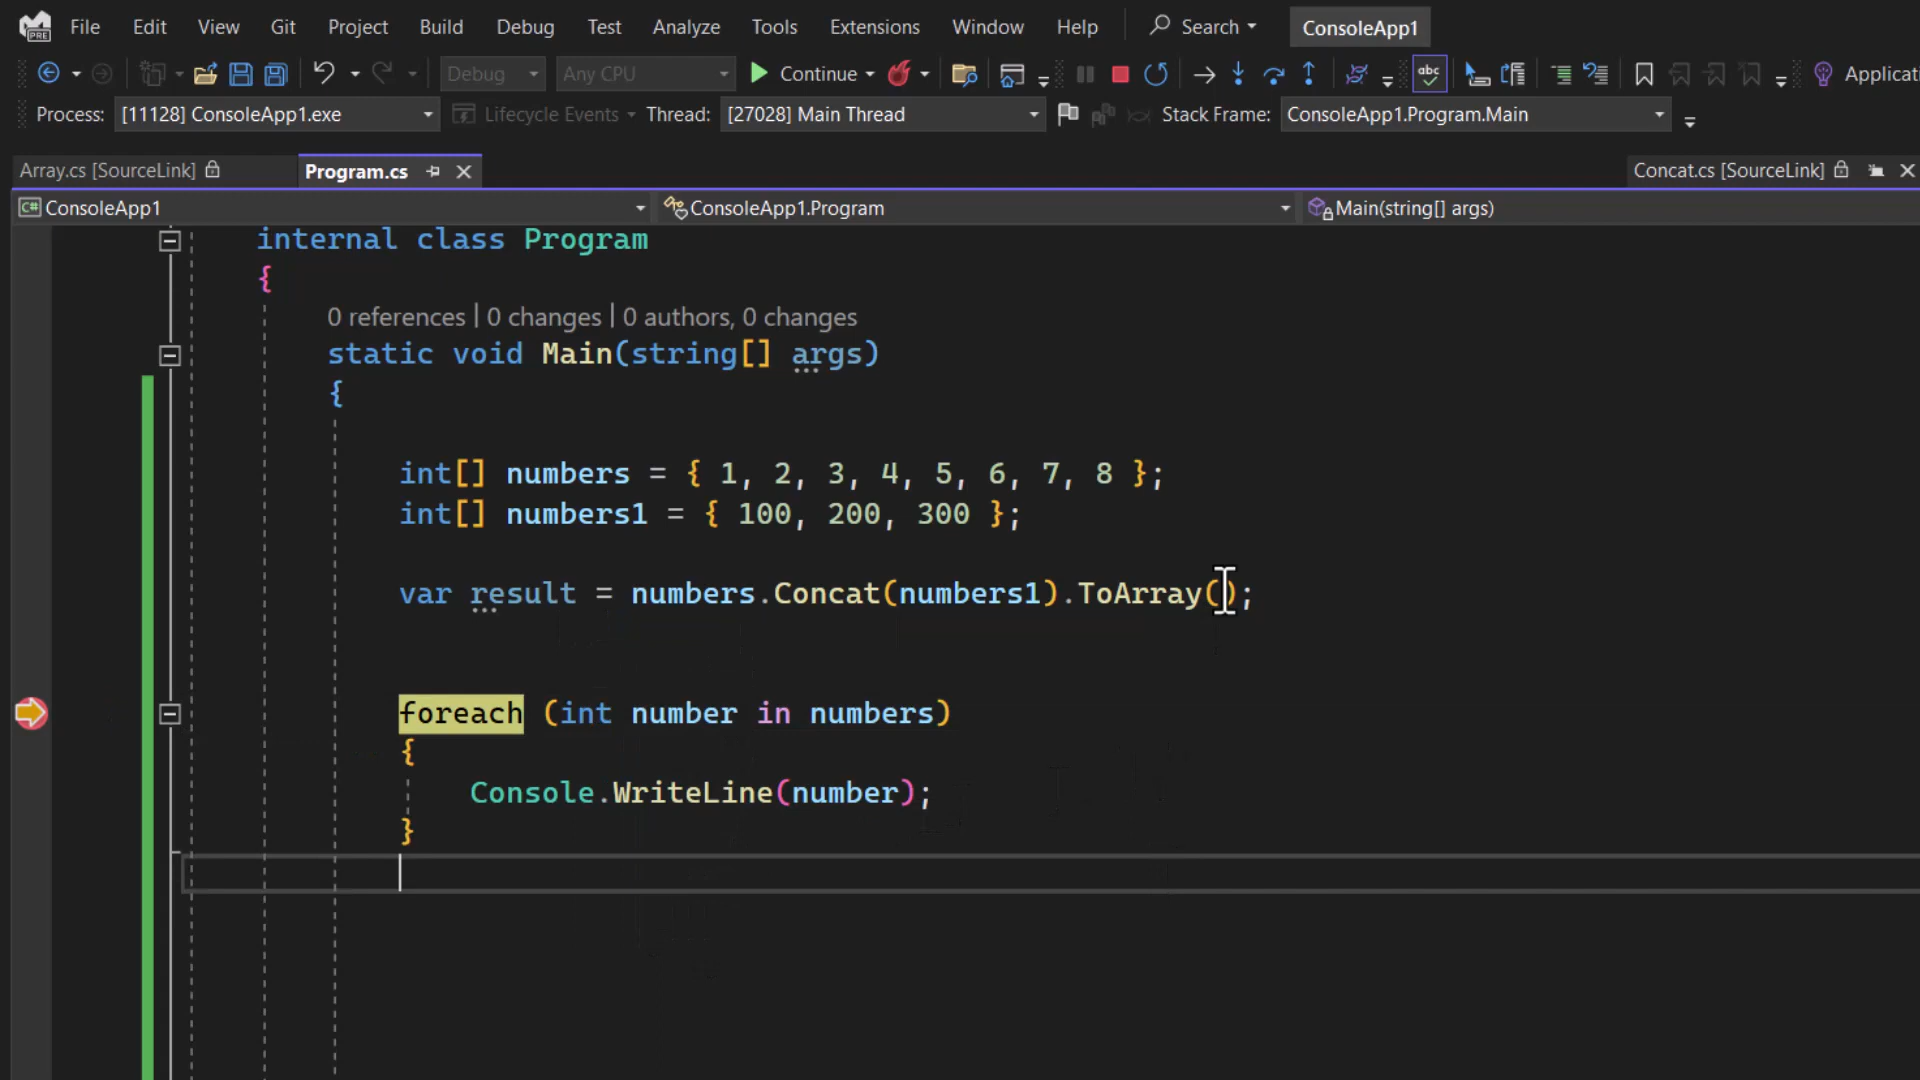 PRE
File Edit View Git Project Build Debug Test Analyze Tools Extensions Window Help Search ConsoleApp1
Debug Any CPU Continue abc
Process: [11128] ConsoleApp1.exe Lifecycle Events Thread: [27028] Main Thread Stack Frame: ConsoleApp1.Program.Main
Array.cs [SourceLink] Program.cs Concat.cs [SourceLink]
C# ConsoleApp1 ConsoleApp1.Program Main(string[] args)
internal class Program
{
0 references | 0 changes | 0 authors, 0 changes
static void Main(string[] args)
{
int[] numbers = { 1, 2, 3, 4, 5, 6, 7, 8 };
int[] numbers1 = { 100, 200, 300 };
var result = numbers.Concat(numbers1).ToArray();
foreach (int number in numbers)
{
Console.WriteLine(number);
}